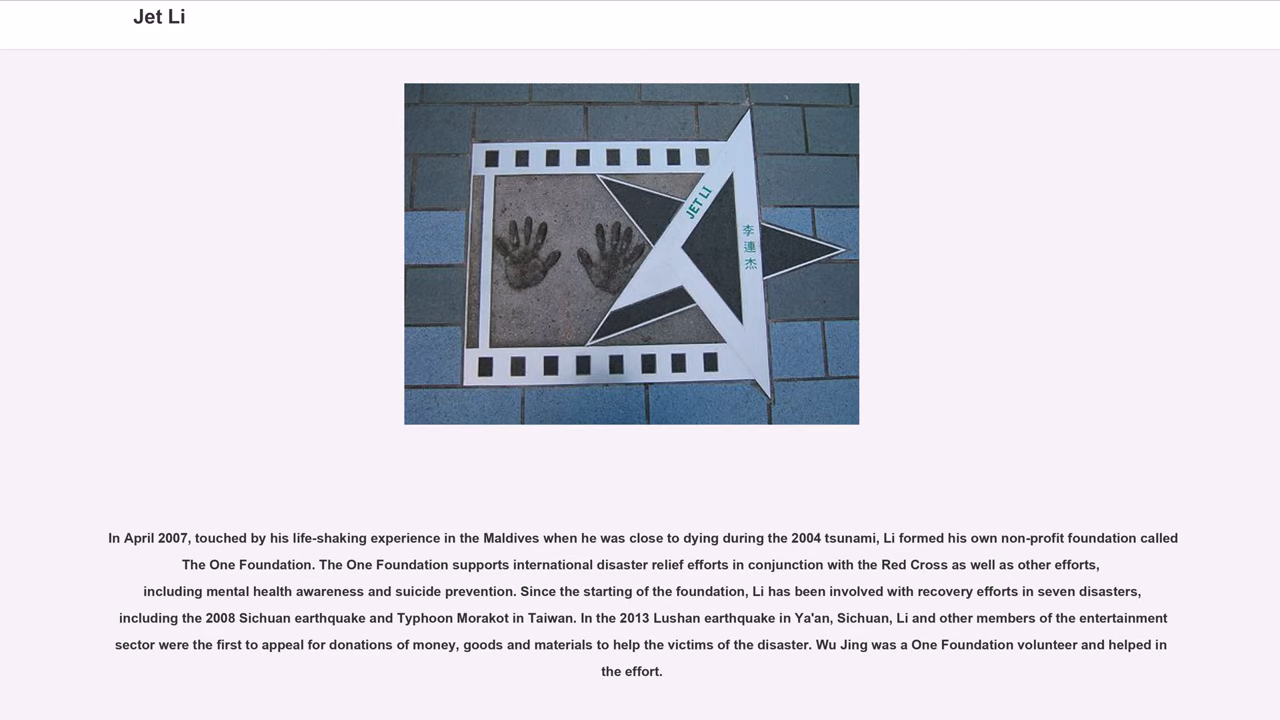 Jet Li
JET LI
李
連
杰
In April 2007, touched by his life-shaking experience in the Maldives when he was close to dying during the 2004 tsunami, Li formed his own non-profit foundation called
The One Foundation. The One Foundation supports international disaster relief efforts in conjunction with the Red Cross as well as other efforts,
including mental health awareness and suicide prevention. Since the starting of the foundation, Li has been involved with recovery efforts in seven disasters,
including the 2008 Sichuan earthquake and Typhoon Morakot in Taiwan. In the 2013 Lushan earthquake in Ya'an, Sichuan, Li and other members of the entertainment
sector were the first to appeal for donations of money, goods and materials to help the victims of the disaster. Wu Jing was a One Foundation volunteer and helped in
the effort.